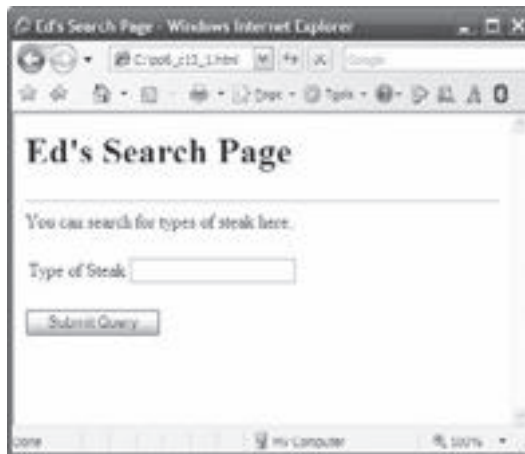 Ed's Search Page - Windows Internet Explorer
Google
Page Tools
Ed's Search Page
You can search for types of steak here.
Type of Steak
Submit Query
Done My Computer 100%